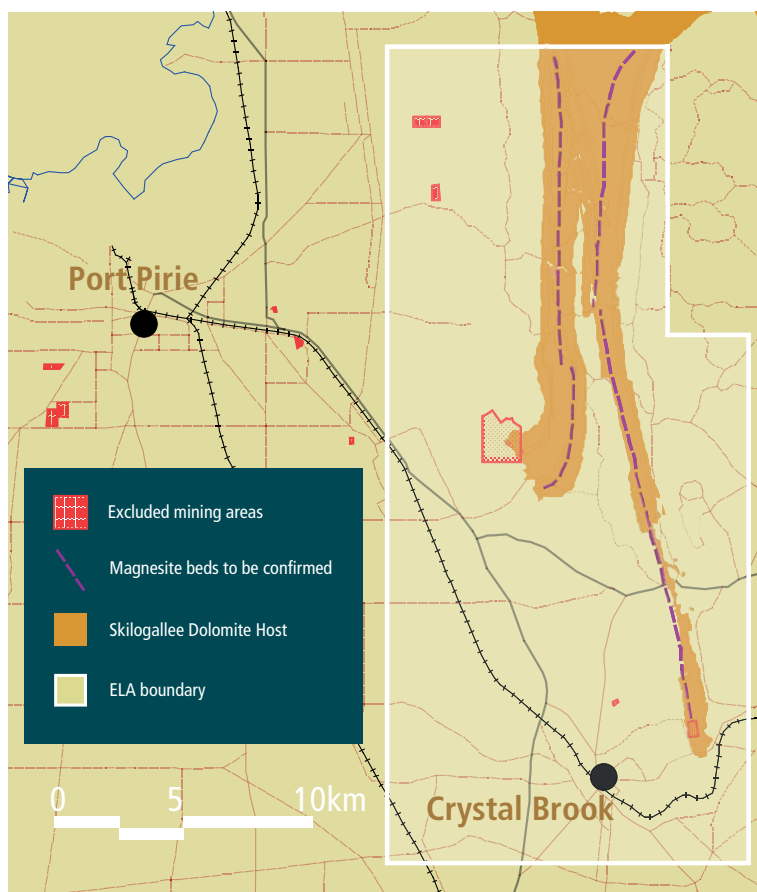 Port Pirie
Excluded mining areas
Magnesite beds to be confirmed
Skilogallee Dolomite Host
ELA boundary
0 5 10km
Crystal Brook